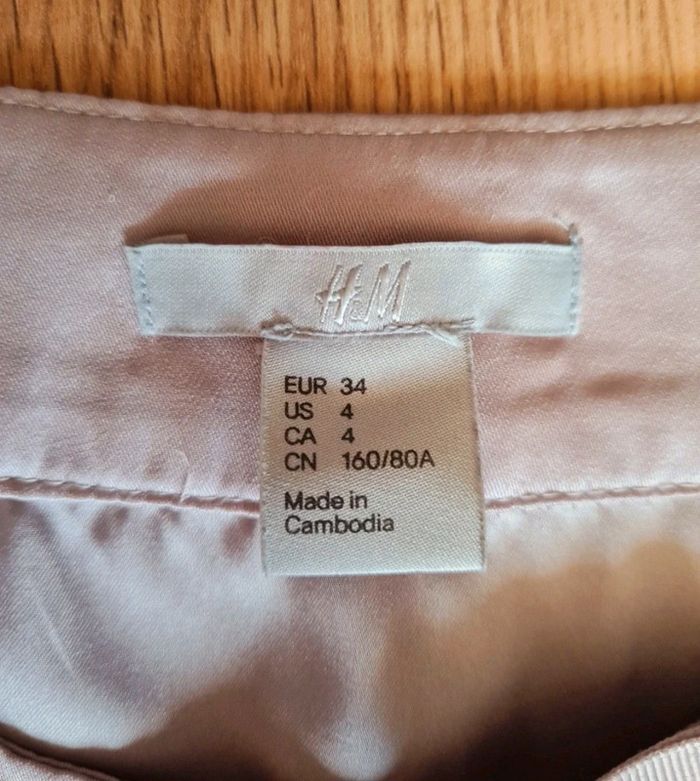 H&M
EUR 34
US 4
CA 4
CN 160/80A
Made in
Cambodia